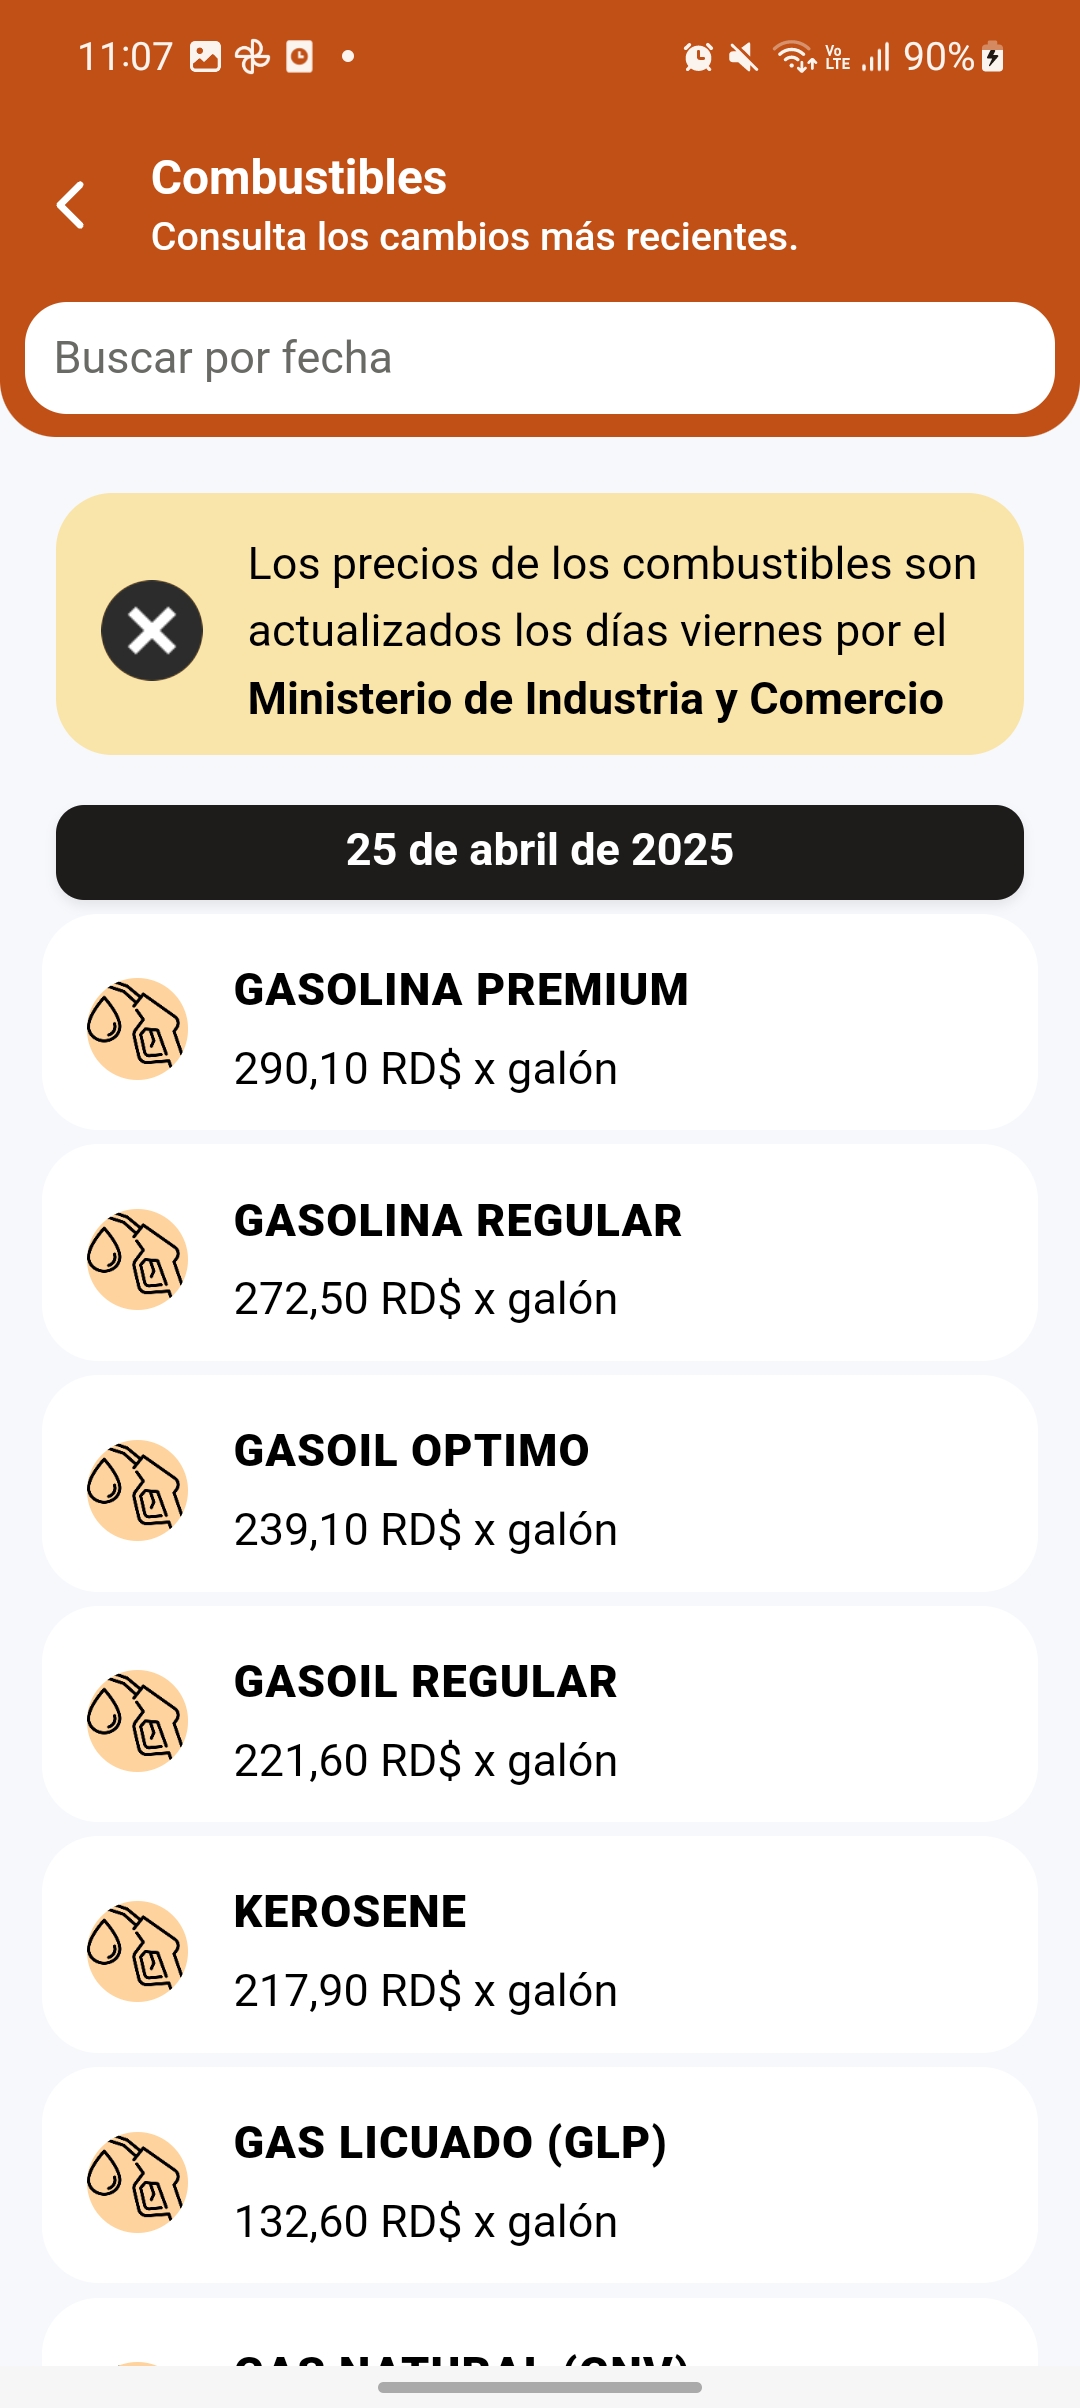 11:07
Vo LTE 90%
Combustibles
Consulta los cambios más recientes.
Buscar por fecha
Los precios de los combustibles son
actualizados los días viernes por el
Ministerio de Industria y Comercio
25 de abril de 2025
GASOLINA PREMIUM
290,10 RD$ x galón
GASOLINA REGULAR
272,50 RD$ x galón
GASOIL OPTIMO
239,10 RD$ x galón
GASOIL REGULAR
221,60 RD$ x galón
KEROSENE
217,90 RD$ x galón
GAS LICUADO (GLP)
132,60 RD$ x galón
GAS NATURAL (GNV)